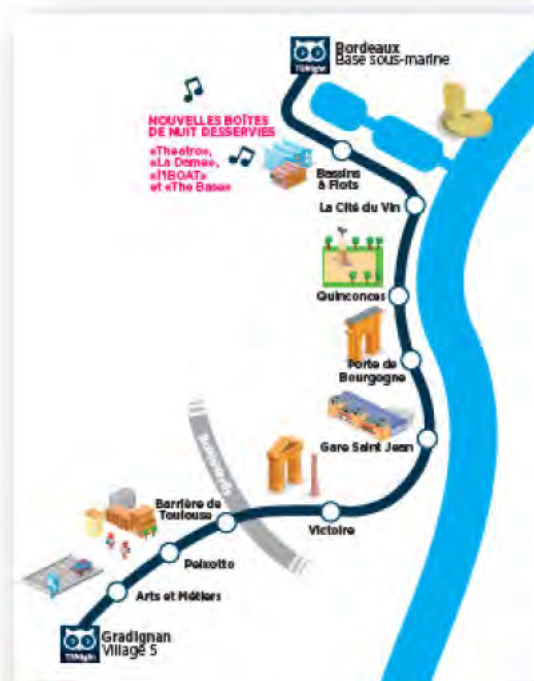 Bordeaux
Base sous-marine
NOUVELLES BOÎTES
DE NUIT DESSERVIES
«Theatro»,
«La Dame»,
«I'IBOAT»
et «The Base»
Bassins
à Flots
La Cité du Vin
Quinconces
Porte de
Bourgogne
Gare Saint Jean
Boulevards
Victoire
Barrière de
Toulouse
Peixotto
Arts et Métiers
Gradignan
Village 5